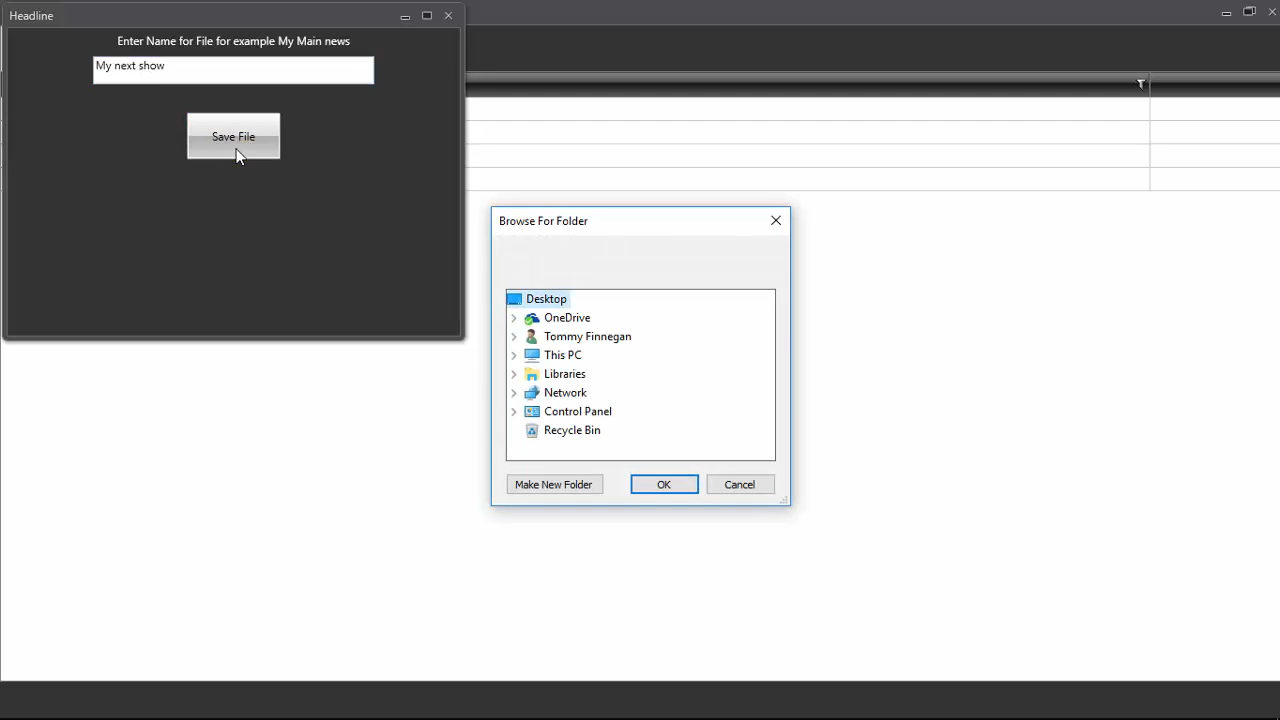 Headline
Enter Name for File for example My Main news
My next show
Save File
Browse For Folder
Desktop
OneDrive
Tommy Finnegan
This PC
Libraries
Network
Control Panel
Recycle Bin
Make New Folder
OK
Cancel